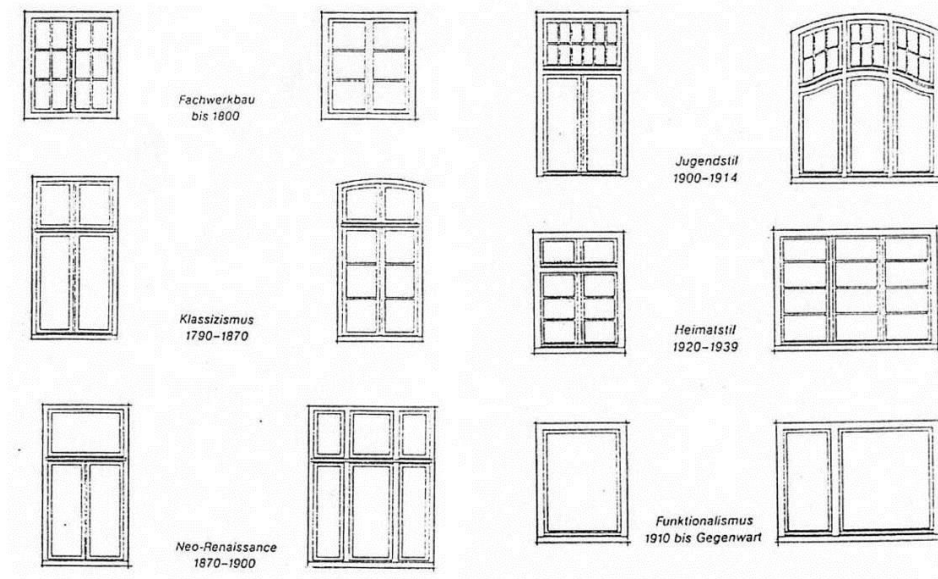 Fachwerkbau
bis 1800
Klassizismus
1790–1870
Neo-Renaissance
1870–1900
Jugendstil
1900–1914
Heimatstil
1920–1939
Funktionalismus
1910 bis Gegenwart